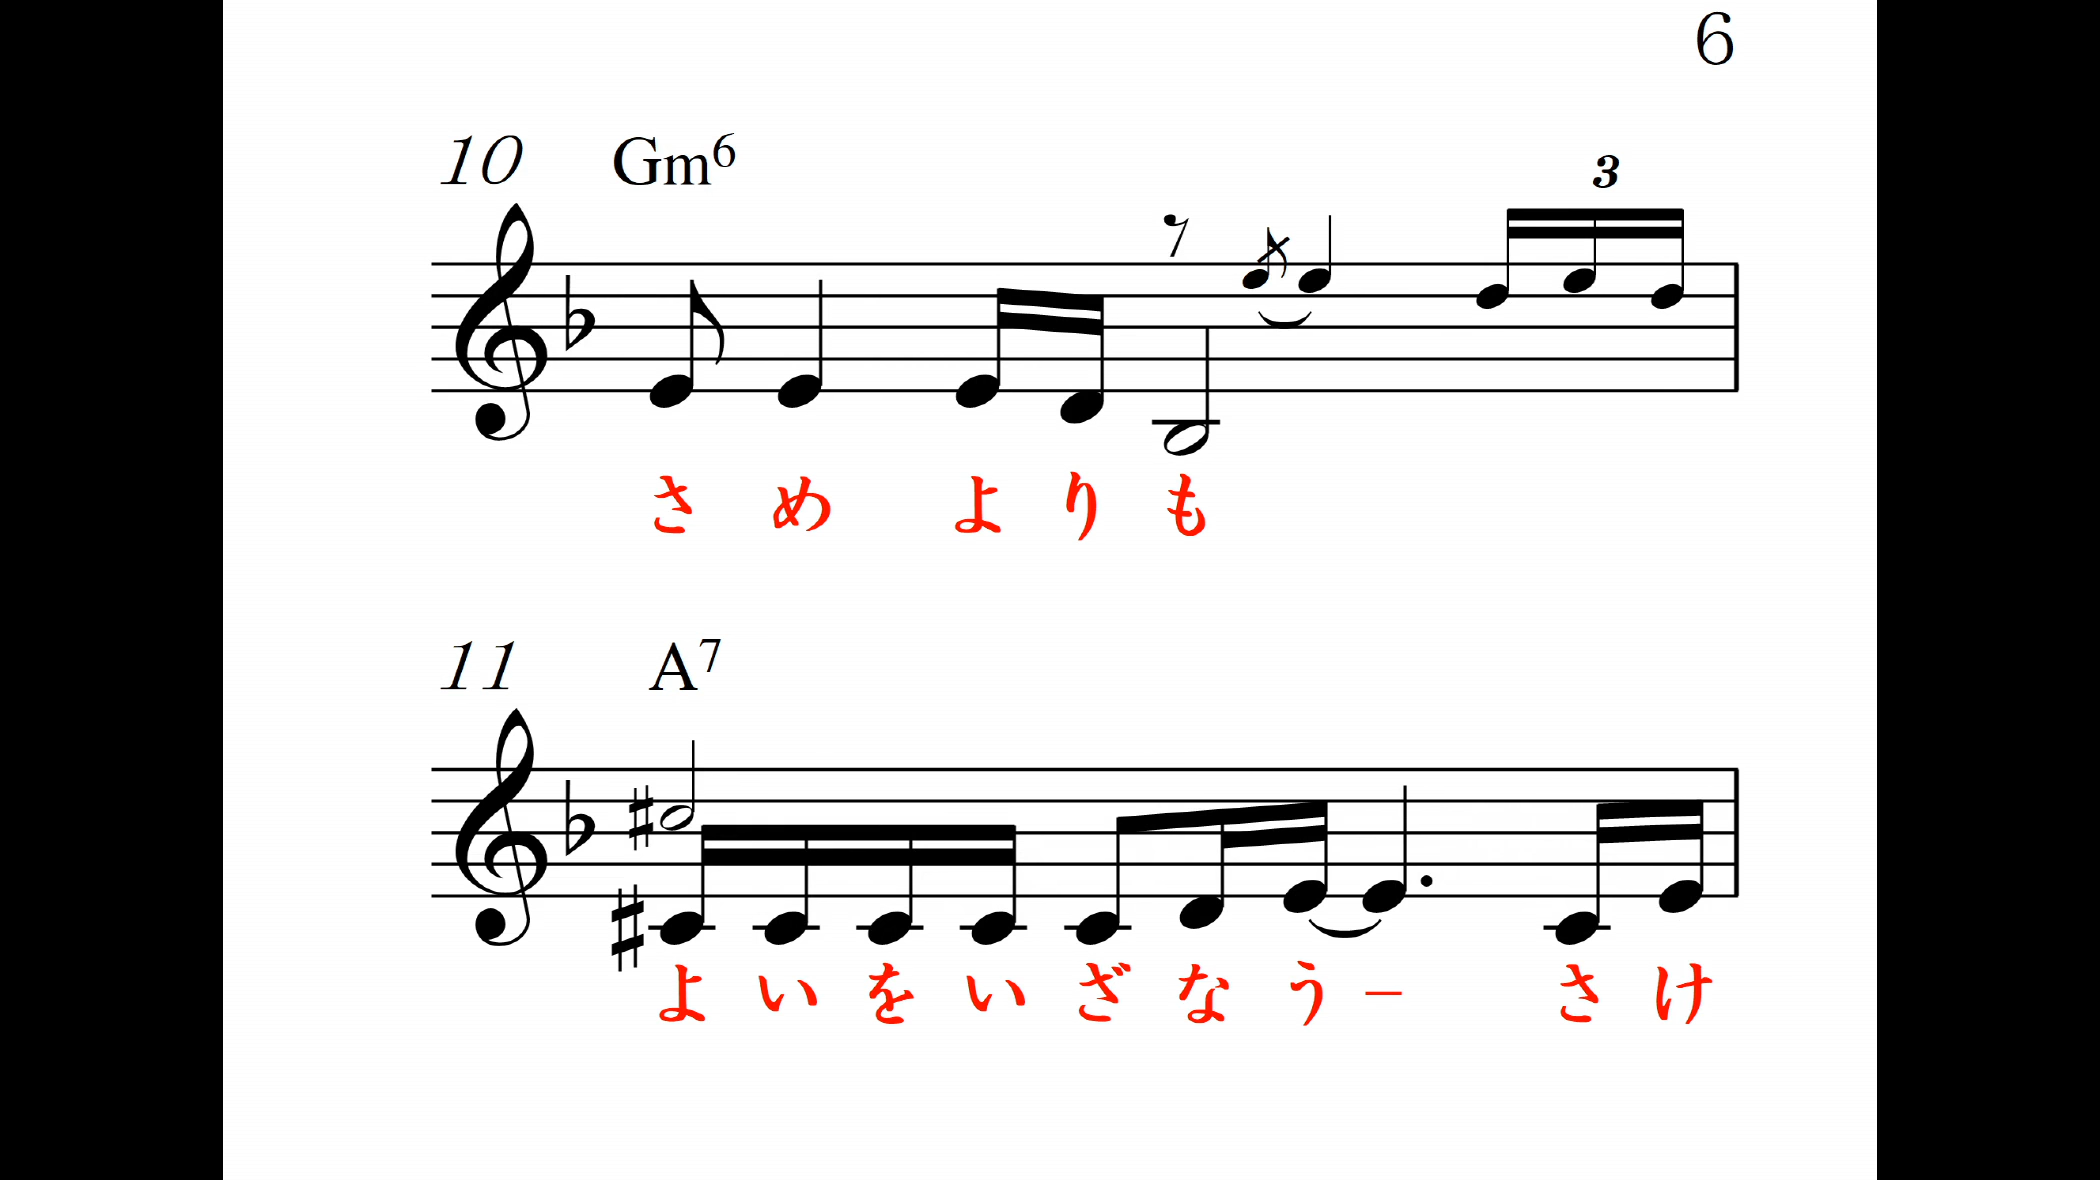 6
10 Gm6
3
さ め よ り も
11 A7
よ い を い ざ な う ー さ け